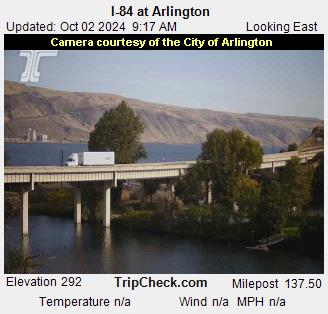 I-84 at Arlington
Updated: Oct 02 2024 9:17 AM Looking East
Camera courtesy of the City of Arlington
Elevation 292 TripCheck.com Milepost 137.50
Temperature n/a Wind n/a MPH n/a